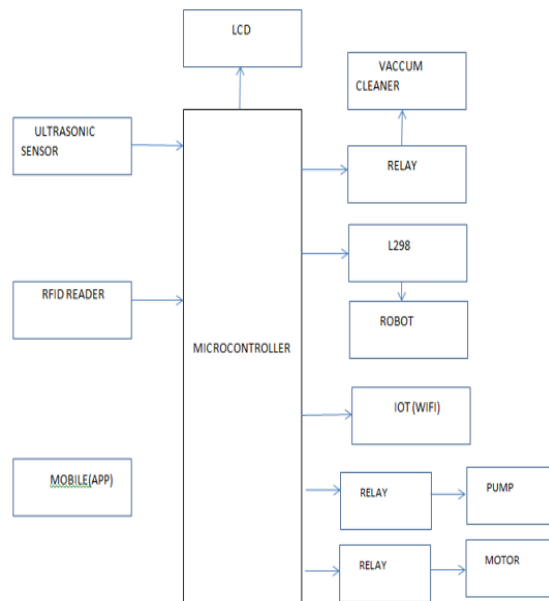 LCD
VACCUM
CLEANER
ULTRASONIC
SENSOR
RELAY
L298
RFID READER
ROBOT
MICROCONTROLLER
IOT (WIFI)
MOBILE(APP)
RELAY
PUMP
RELAY
MOTOR